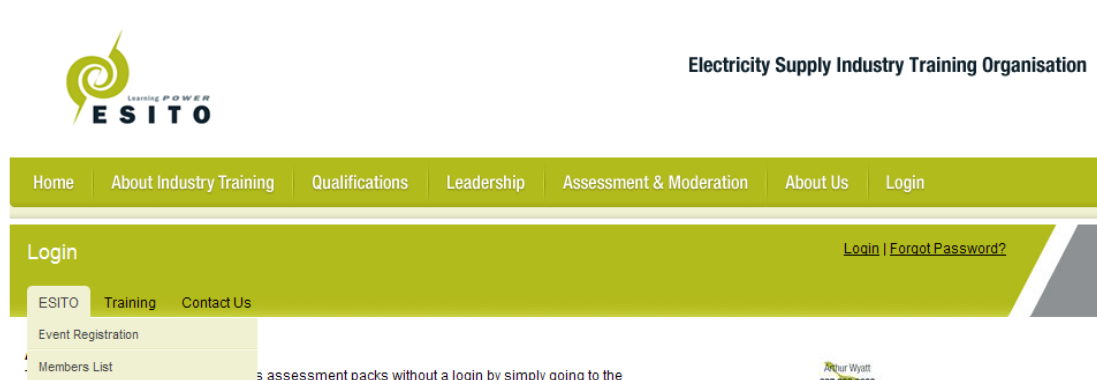 Electricity Supply Industry Training Organisation
Learning POWER
ESITO
Home About Industry Training Qualifications Leadership Assessment & Moderation About Us Login
Login
Login | Forgot Password?
ESITO Training Contact Us
Event Registration
Members List
s assessment packs without a login by simply going to the
Arthur Wyatt